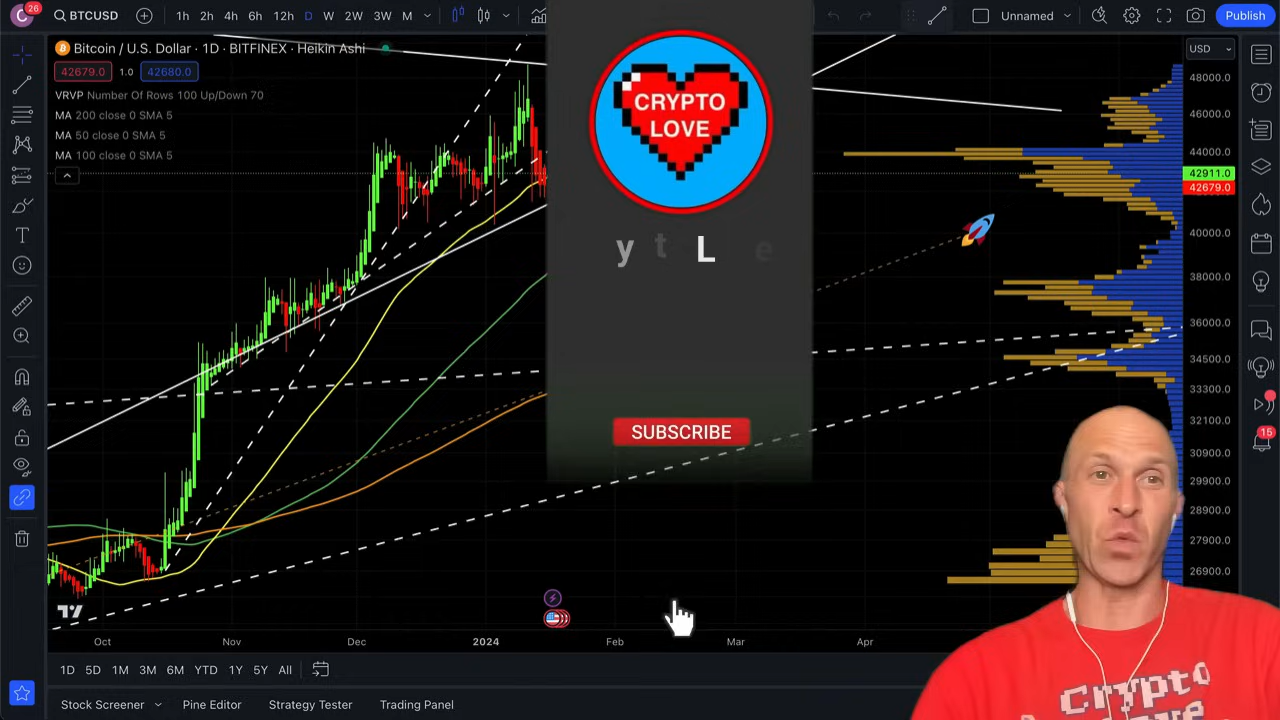 C
26
BTCUSD
1h 2h 4h 6h 12h D W 2W 3W M
Unnamed
Publish
Bitcoin / U.S. Dollar · 1D · BITFINEX · Heikin Ashi
42679.0 1.0 42680.0
VRVP Number Of Rows 100 Up/Down 70
MA 200 close 0 SMA 5
MA 50 close 0 SMA 5
MA 100 close 0 SMA 5
CRYPTO
LOVE
y t L e
SUBSCRIBE
USD
48000.0
46000.0
44000.0
42911.0
42679.0
40000.0
38000.0
36000.0
34500.0
33300.0
32100.0
30900.0
29900.0
28900.0
27900.0
26900.0
15
Oct Nov Dec 2024 Feb Mar Apr
1D 5D 1M 3M 6M YTD 1Y 5Y All
Stock Screener Pine Editor Strategy Tester Trading Panel
Crypto
Love